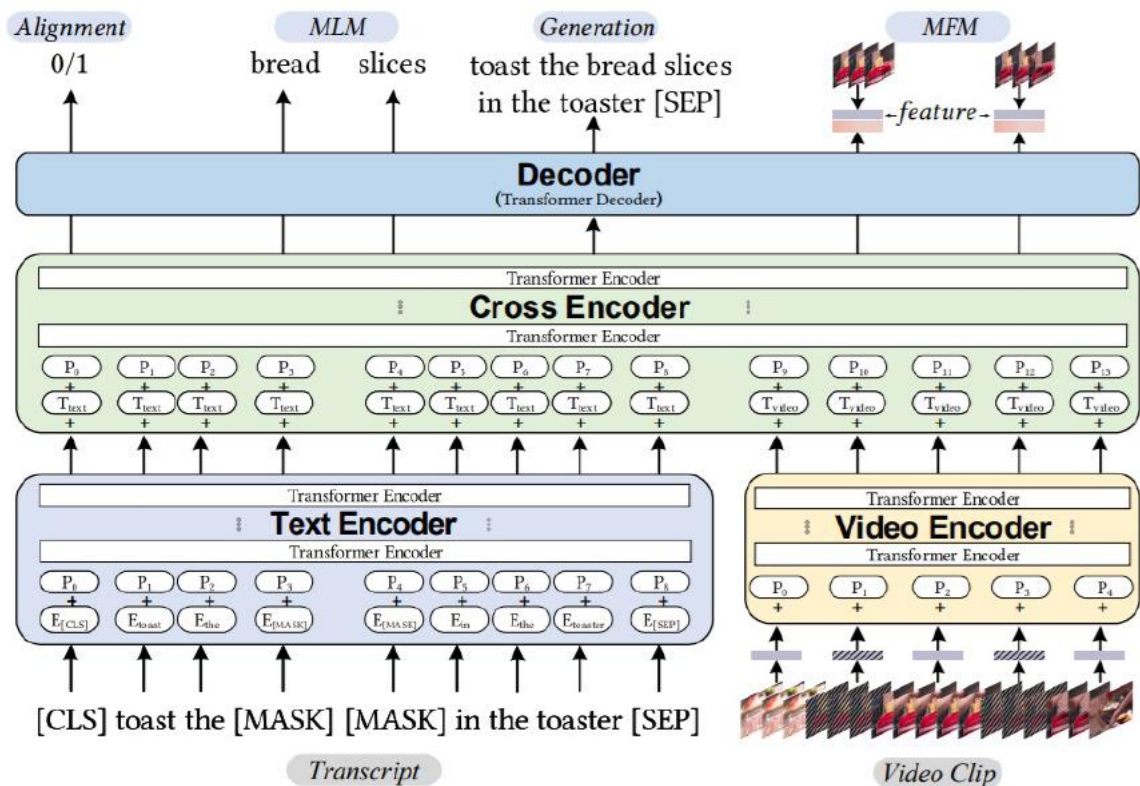 Alignment MLM Generation MFM
0/1 bread slices toast the bread slices
in the toaster [SEP]
feature
Decoder
(Transformer Decoder)
Transformer Encoder
Cross Encoder
Transformer Encoder
P0 P1 P2 P3 P4 P5 P6 P7 P8 P9 P10 P11 P12 P13
+ + + + + + + + + + + + + +
Ttext Ttext Ttext Ttext Ttext Ttext Ttext Ttext Ttext Tvideo Tvideo Tvideo Tvideo Tvideo
+ + + + + + + + + + + + + +
Transformer Encoder Transformer Encoder
Text Encoder Video Encoder
Transformer Encoder Transformer Encoder
P0 P1 P2 P3 P4 P5 P6 P7 P8 P0 P1 P2 P3 P4
+ + + + + + + + + + + + + +
E[CLS] Etoast Ethe E[MASK] E[MASK] Ein Ethe Etoaster E[SEP]
[CLS] toast the [MASK] [MASK] in the toaster [SEP]
Transcript Video Clip